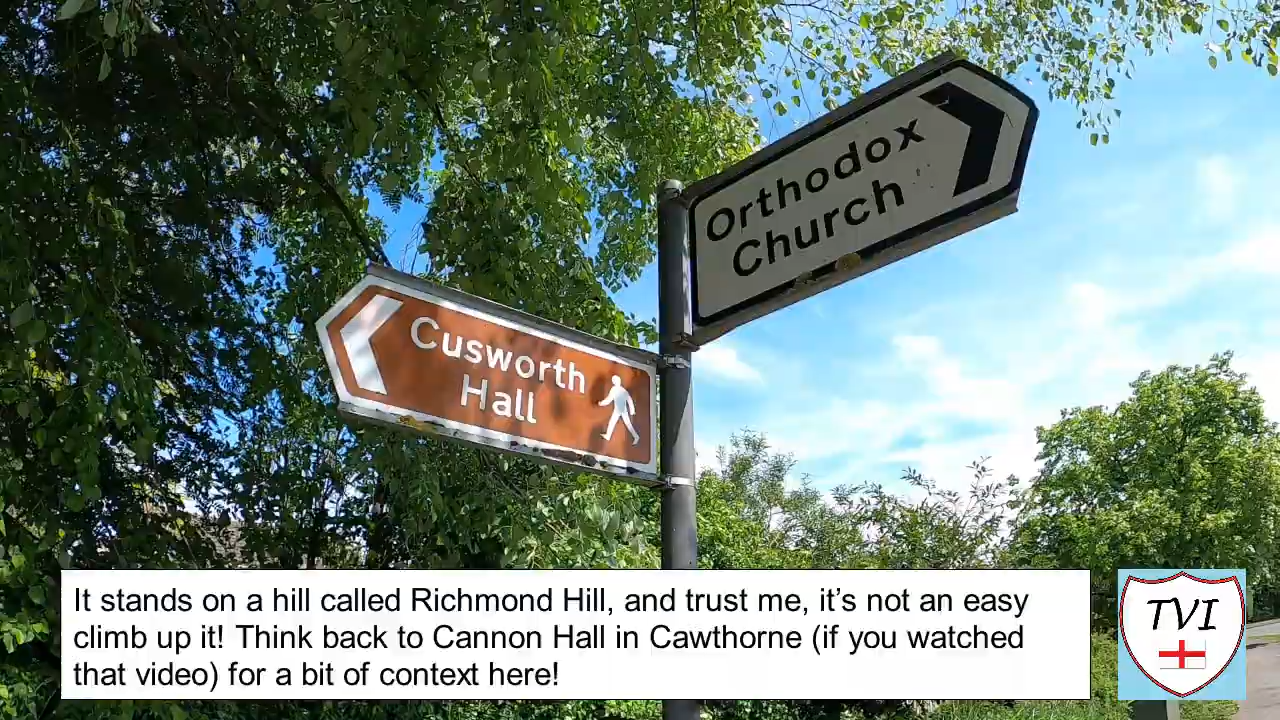 Orthodox
Church
Cusworth
Hall
It stands on a hill called Richmond Hill, and trust me, it's not an easy
climb up it! Think back to Cannon Hall in Cawthorne (if you watched
that video) for a bit of context here!
TVI